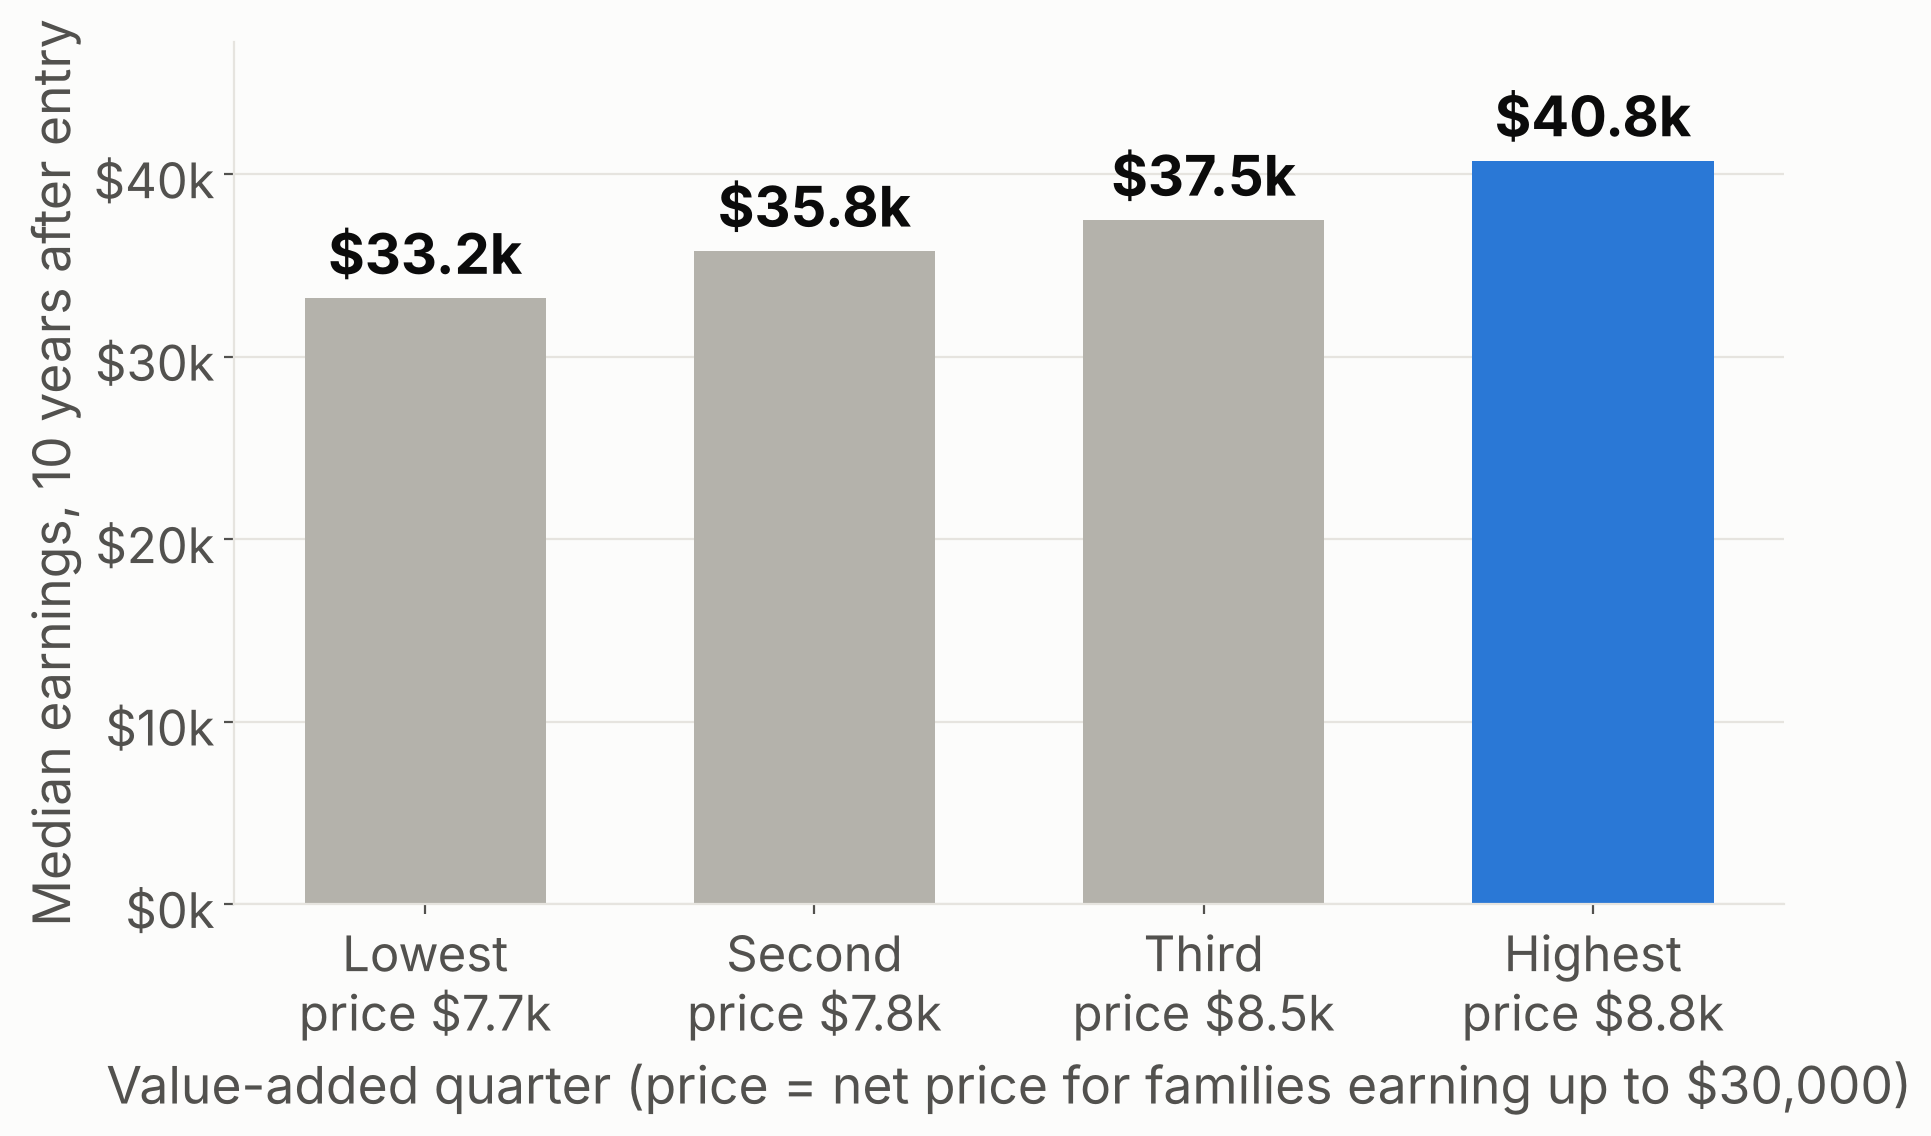 Median earnings, 10 years after entry
$40k
$30k
$20k
$10k
$0k
$33.2k
$35.8k
$37.5k
$40.8k
Lowest
price $7.7k
Second
price $7.8k
Third
price $8.5k
Highest
price $8.8k
Value-added quarter (price = net price for families earning up to $30,000)